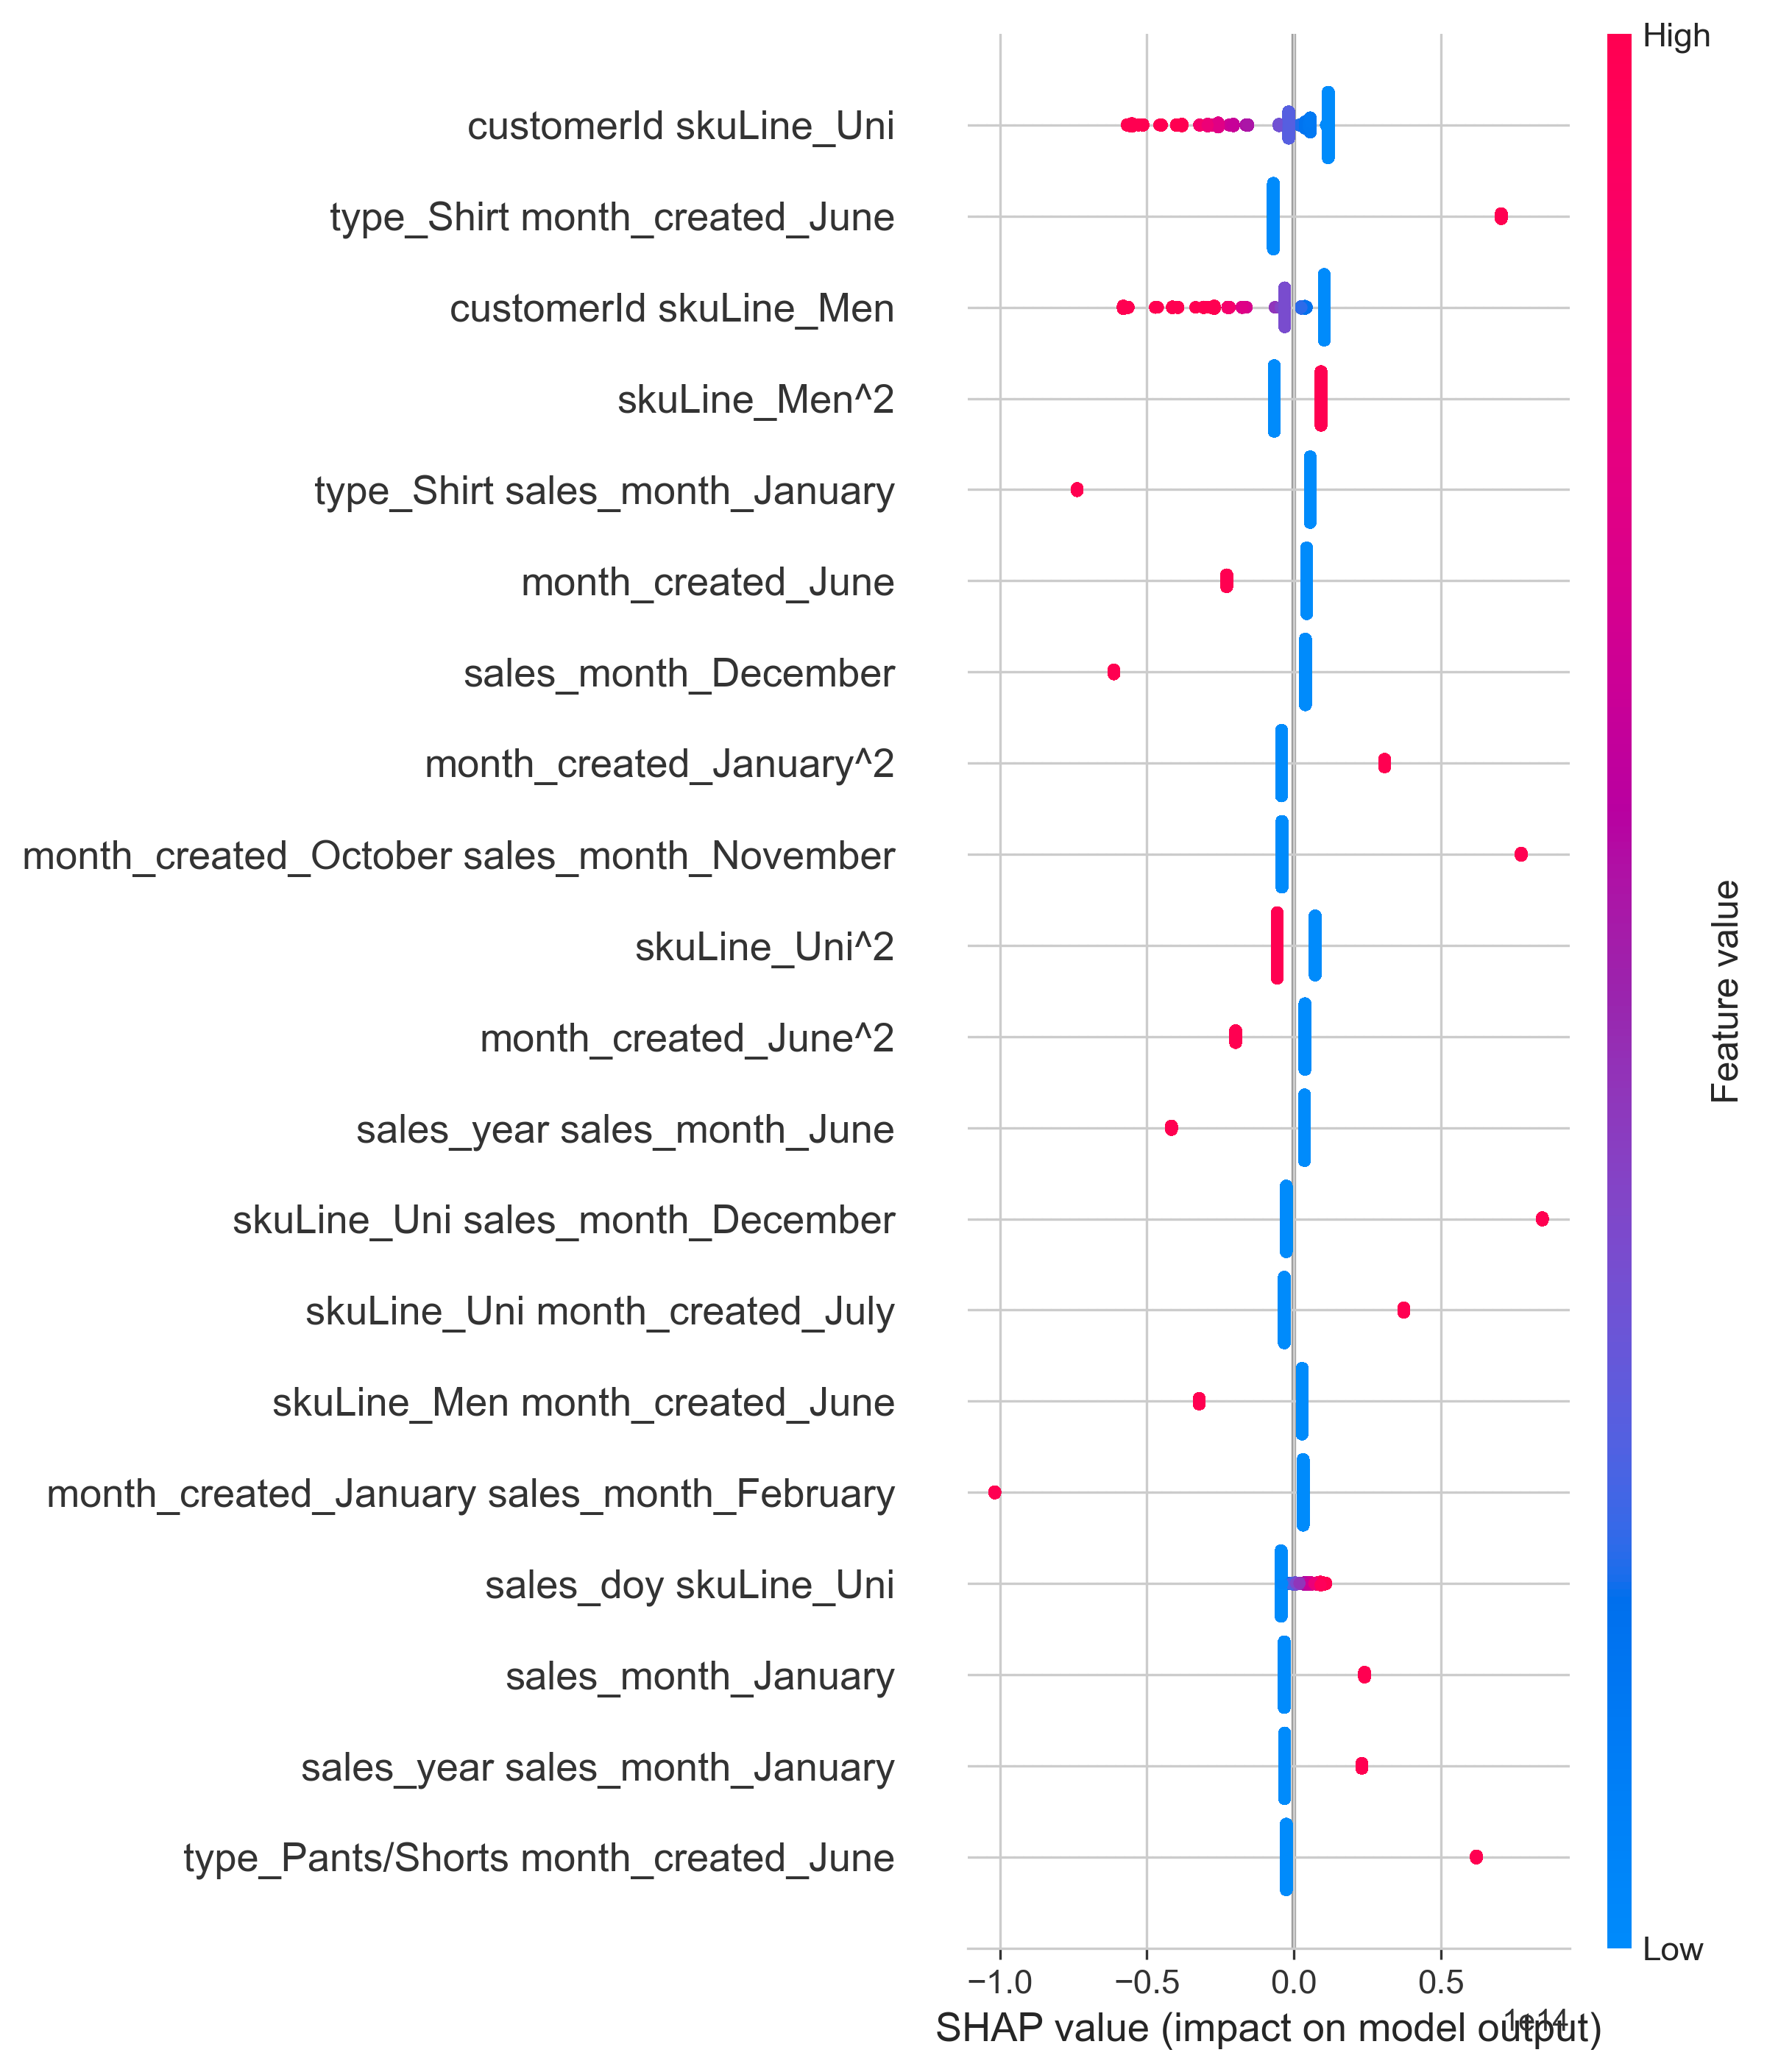 High
customerId skuLine_Uni
type_Shirt month_created_June
customerId skuLine_Men
skuLine_Men^2
type_Shirt sales_month_January
month_created_June
sales_month_December
month_created_January^2
month_created_October sales_month_November
skuLine_Uni^2
month_created_June^2
sales_year sales_month_June
skuLine_Uni sales_month_December
skuLine_Uni month_created_July
skuLine_Men month_created_June
month_created_January sales_month_February
sales_doy skuLine_Uni
sales_month_January
sales_year sales_month_January
type_Pants/Shorts month_created_June
Feature value
Low
−1.0 −0.5 0.0 0.5
1e14
SHAP value (impact on model output)